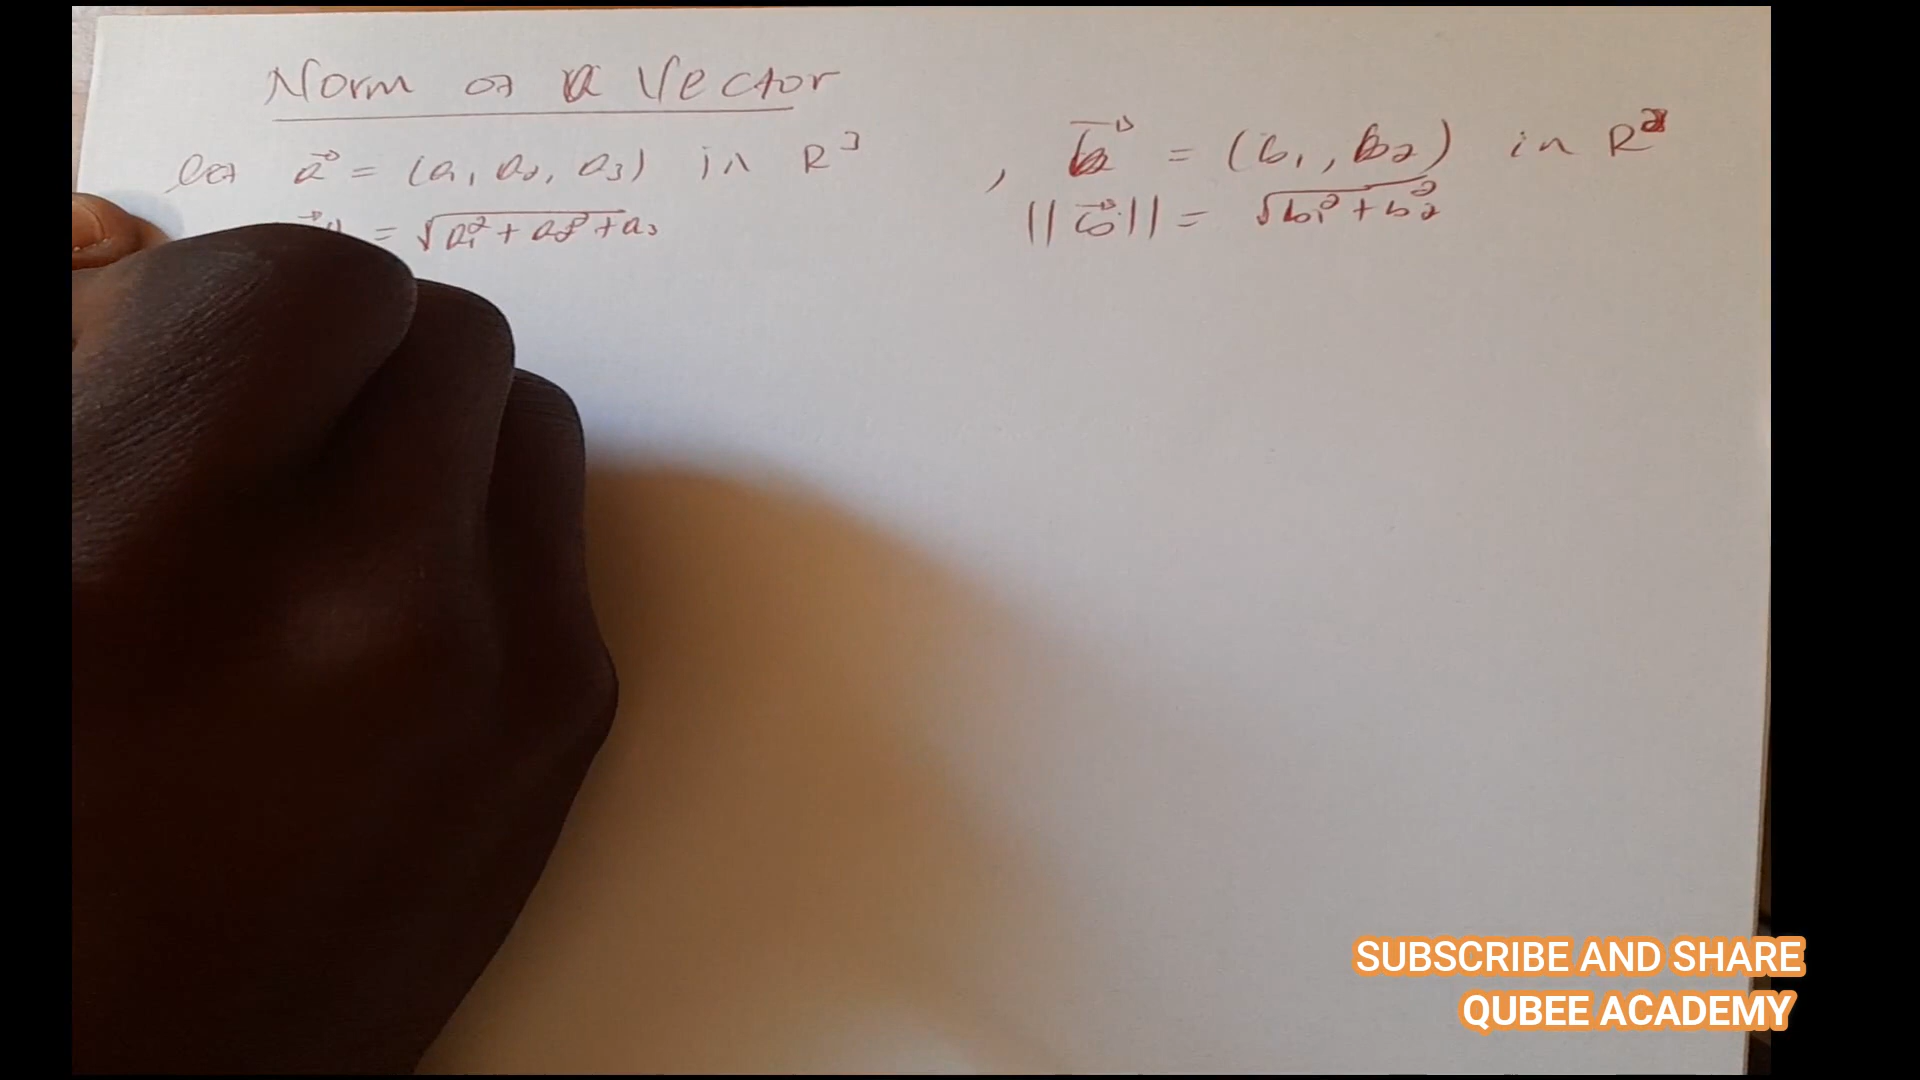 Norm of a Vector
let a⃗ = (a₁, a₂, a₃) in R³ , b⃗ = (b₁, b₂) in R²
= √a₁² + a₂² + a₃ ||b⃗|| = √b₁² + b₂²
SUBSCRIBE AND SHARE
QUBEE ACADEMY